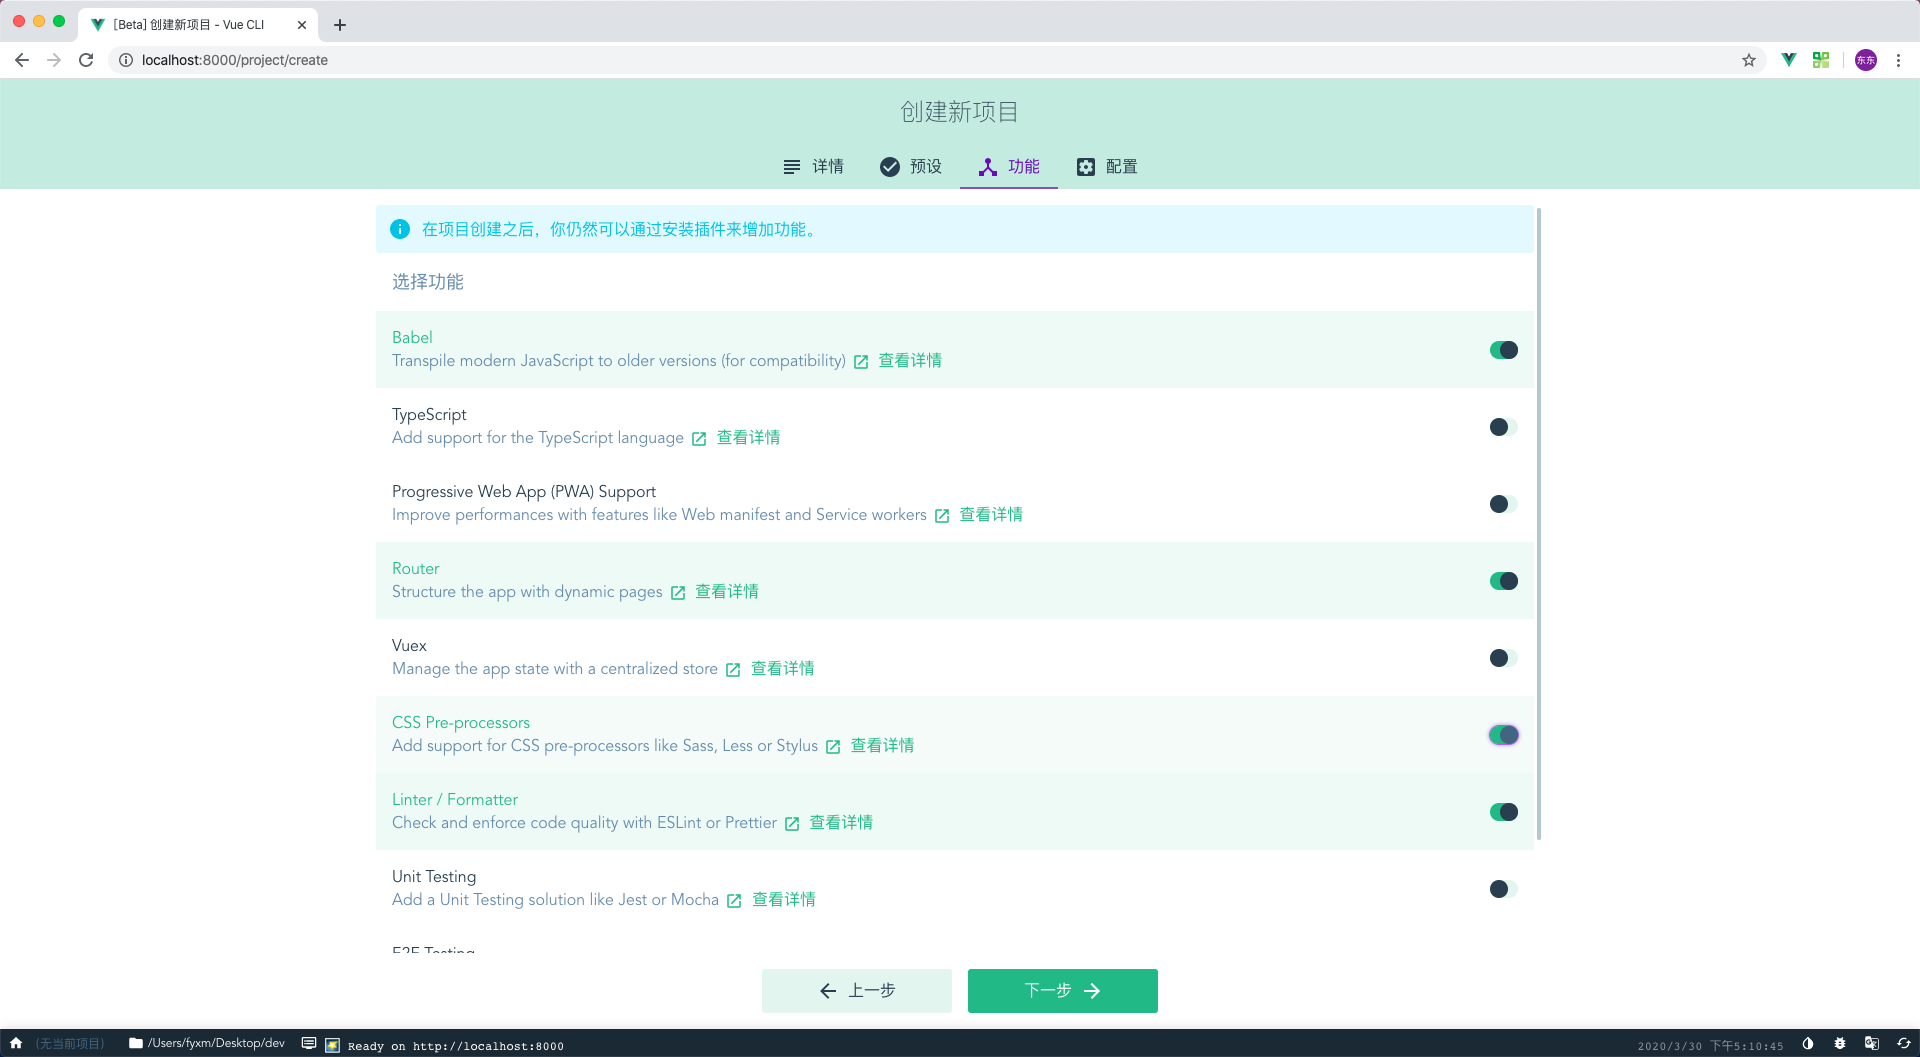 [Beta] 创建新项目 - Vue CLI
localhost:8000/project/create
东东
创建新项目
详情 预设 功能 配置
在项目创建之后，你仍然可以通过安装插件来增加功能。
选择功能
Babel
Transpile modern JavaScript to older versions (for compatibility) 查看详情
TypeScript
Add support for the TypeScript language 查看详情
Progressive Web App (PWA) Support
Improve performances with features like Web manifest and Service workers 查看详情
Router
Structure the app with dynamic pages 查看详情
Vuex
Manage the app state with a centralized store 查看详情
CSS Pre-processors
Add support for CSS pre-processors like Sass, Less or Stylus 查看详情
Linter / Formatter
Check and enforce code quality with ESLint or Prettier 查看详情
Unit Testing
Add a Unit Testing solution like Jest or Mocha 查看详情
E2E Testing
上一步 下一步
(无当前项目) /Users/fyxm/Desktop/dev Ready on http://localhost:8000 2020/3/30 下午5:10:45